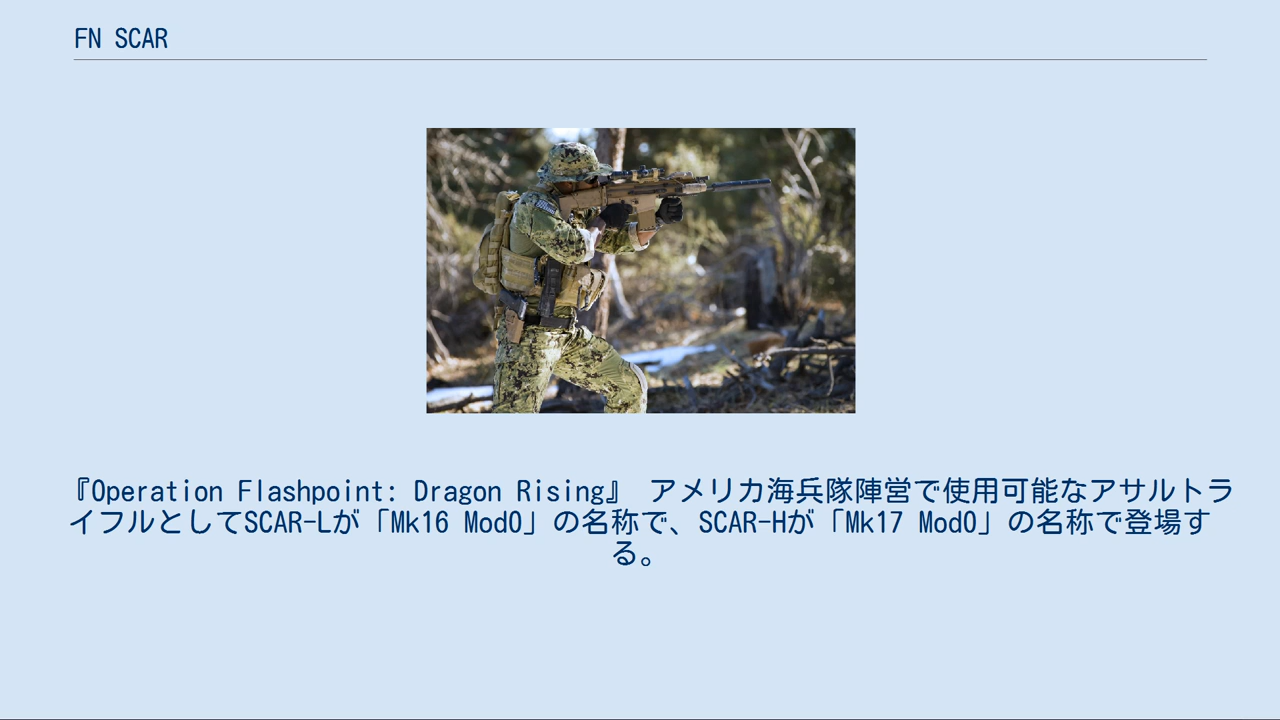 FN SCAR
『Operation Flashpoint: Dragon Rising』 アメリカ海兵隊陣営で使用可能なアサルトラ
イフルとしてSCAR-Lが「Mk16 Mod0」の名称で、SCAR-Hが「Mk17 Mod0」の名称で登場す
る。